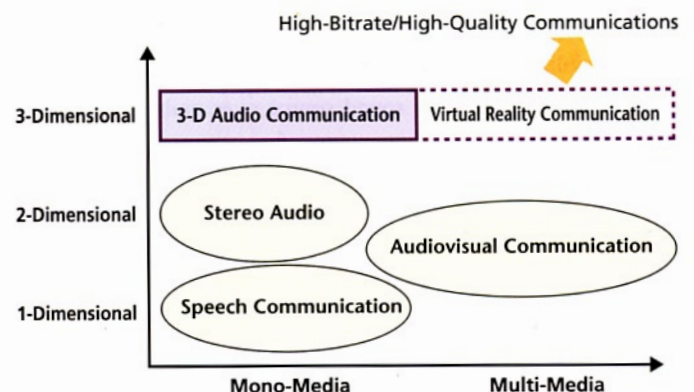 High-Bitrate/High-Quality Communications
3-Dimensional
3-D Audio Communication
Virtual Reality Communication
2-Dimensional
Stereo Audio
Audiovisual Communication
1-Dimensional
Speech Communication
Mono-Media
Multi-Media